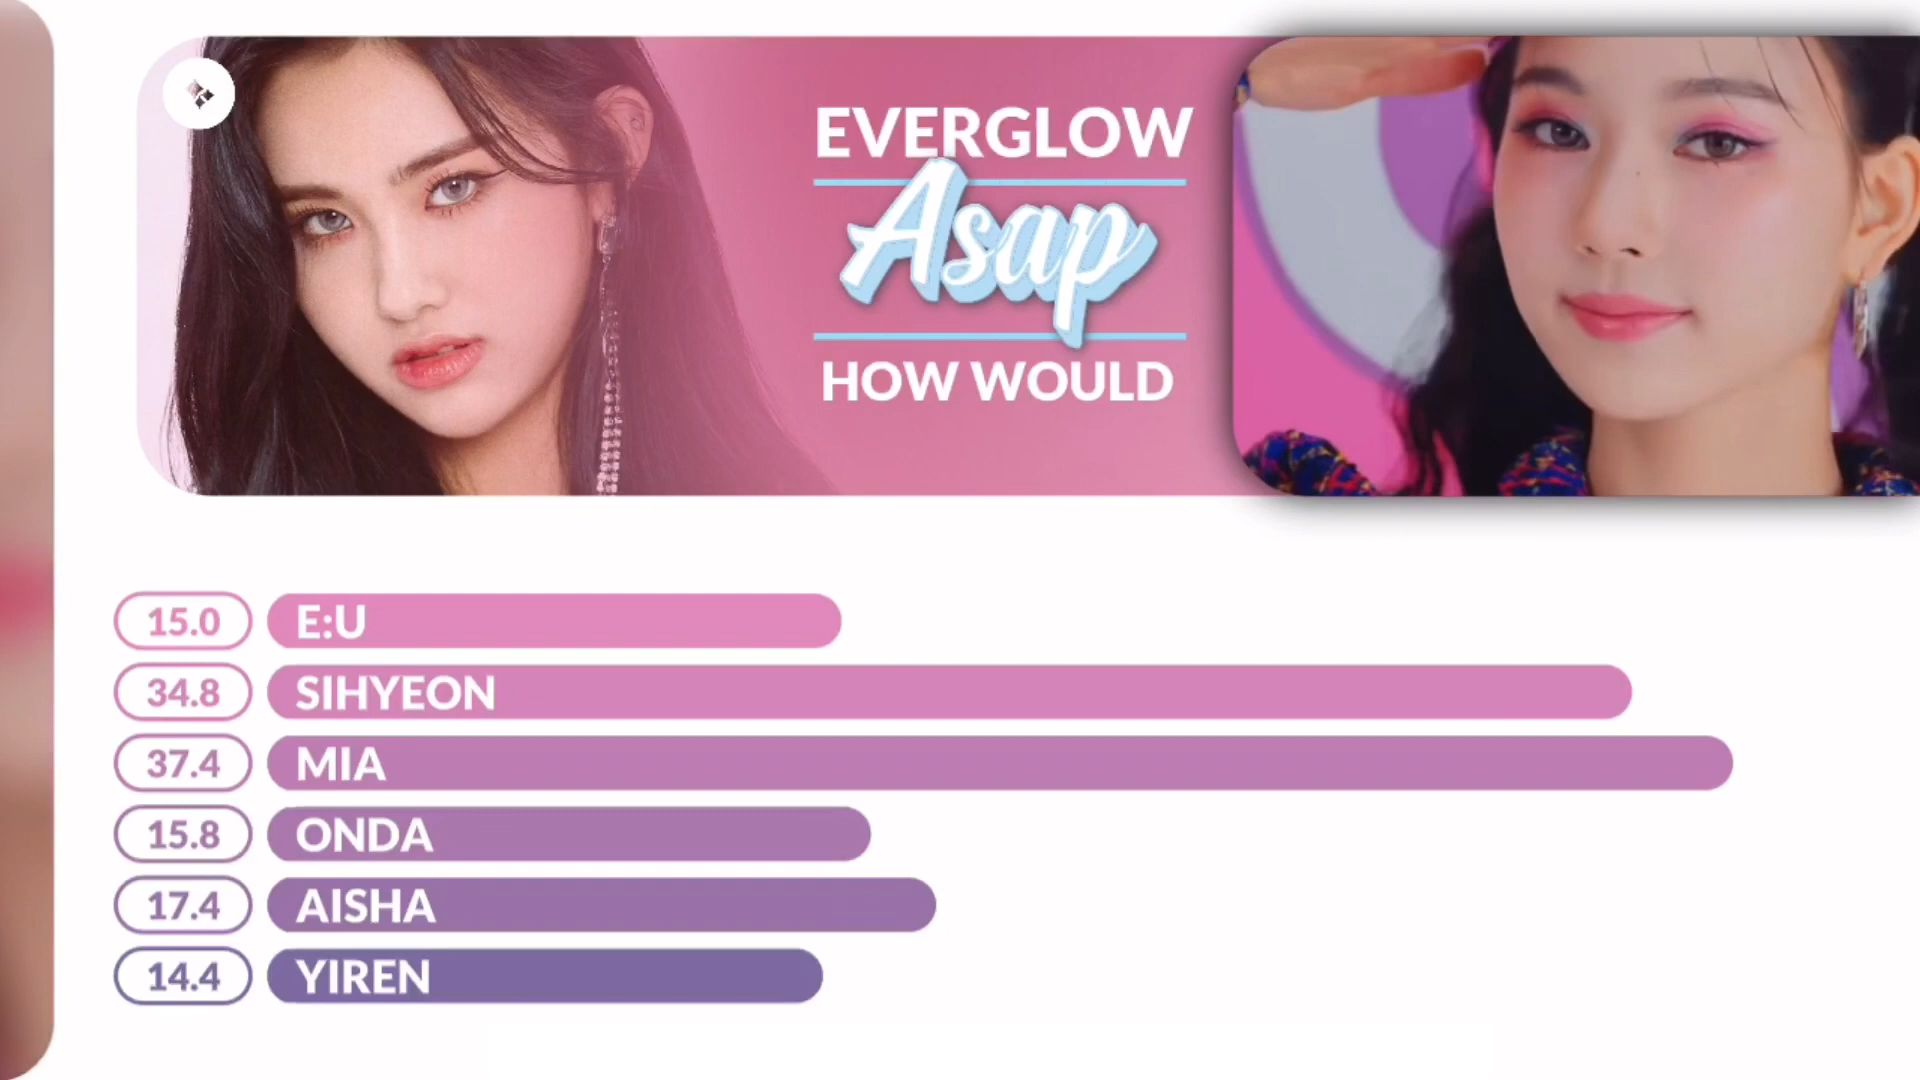 EVERGLOW
Asap
HOW WOULD
15.0 E:U
34.8 SIHYEON
37.4 MIA
15.8 ONDA
17.4 AISHA
14.4 YIREN